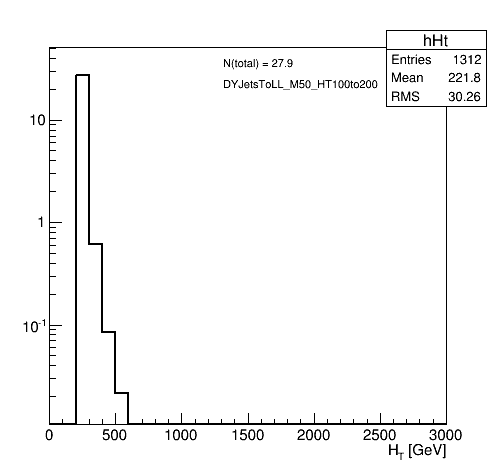 hHt
Entries 1312
Mean 221.8
RMS 30.26
N(total) = 27.9
DYJetsToLL_M50_HT100to200
10
1
10-1
0 500 1000 1500 2000 2500 3000
HT [GeV]